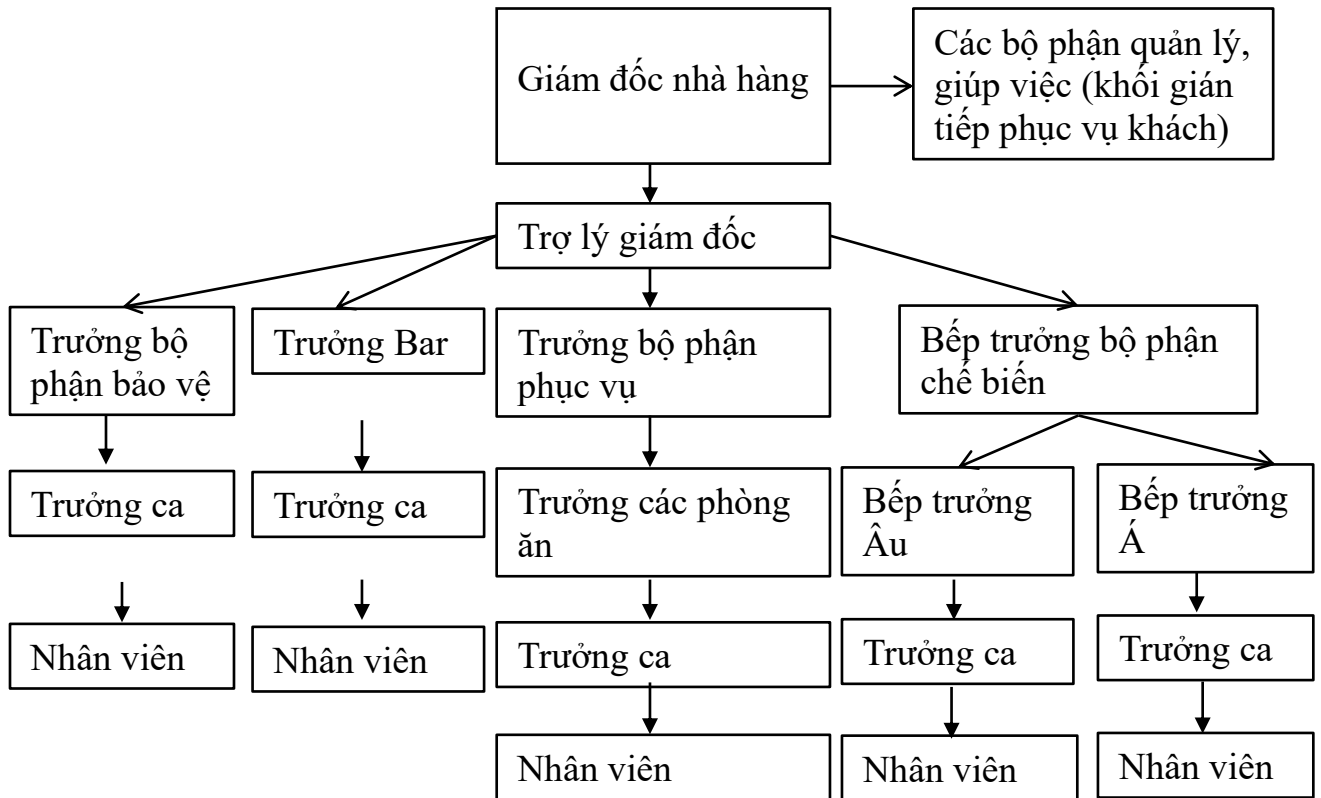 Giám đốc nhà hàng
Các bộ phận quản lý,
giúp việc (khối gián
tiếp phục vụ khách)
Trợ lý giám đốc
Trưởng bộ
phận bảo vệ
Trưởng Bar
Trưởng bộ phận
phục vụ
Bếp trưởng bộ phận
chế biến
Trưởng ca
Trưởng ca
Trưởng các phòng
ăn
Bếp trưởng
Âu
Bếp trưởng
Á
Nhân viên
Nhân viên
Trưởng ca
Trưởng ca
Trưởng ca
Nhân viên
Nhân viên
Nhân viên